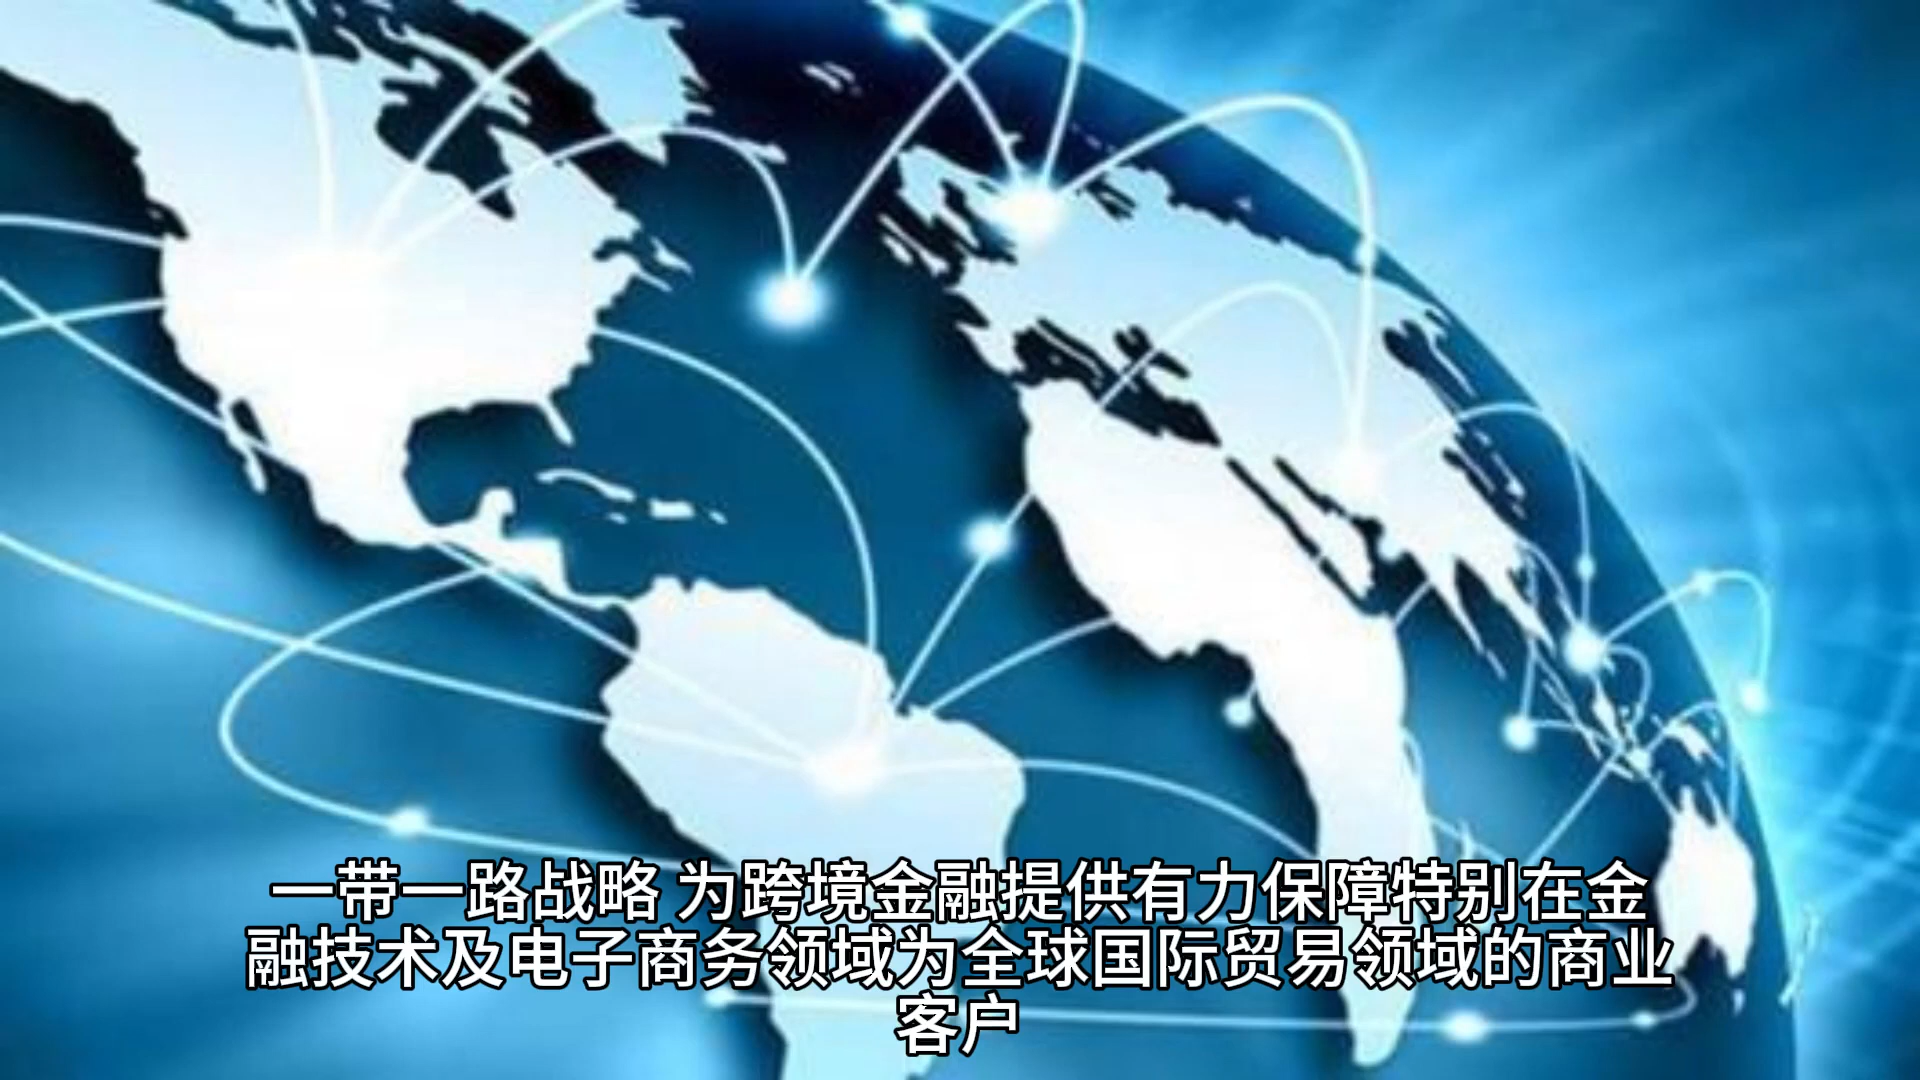 一带一路战略 为跨境金融提供有力保障特别在金
融技术及电子商务领域为全球国际贸易领域的商业
客户